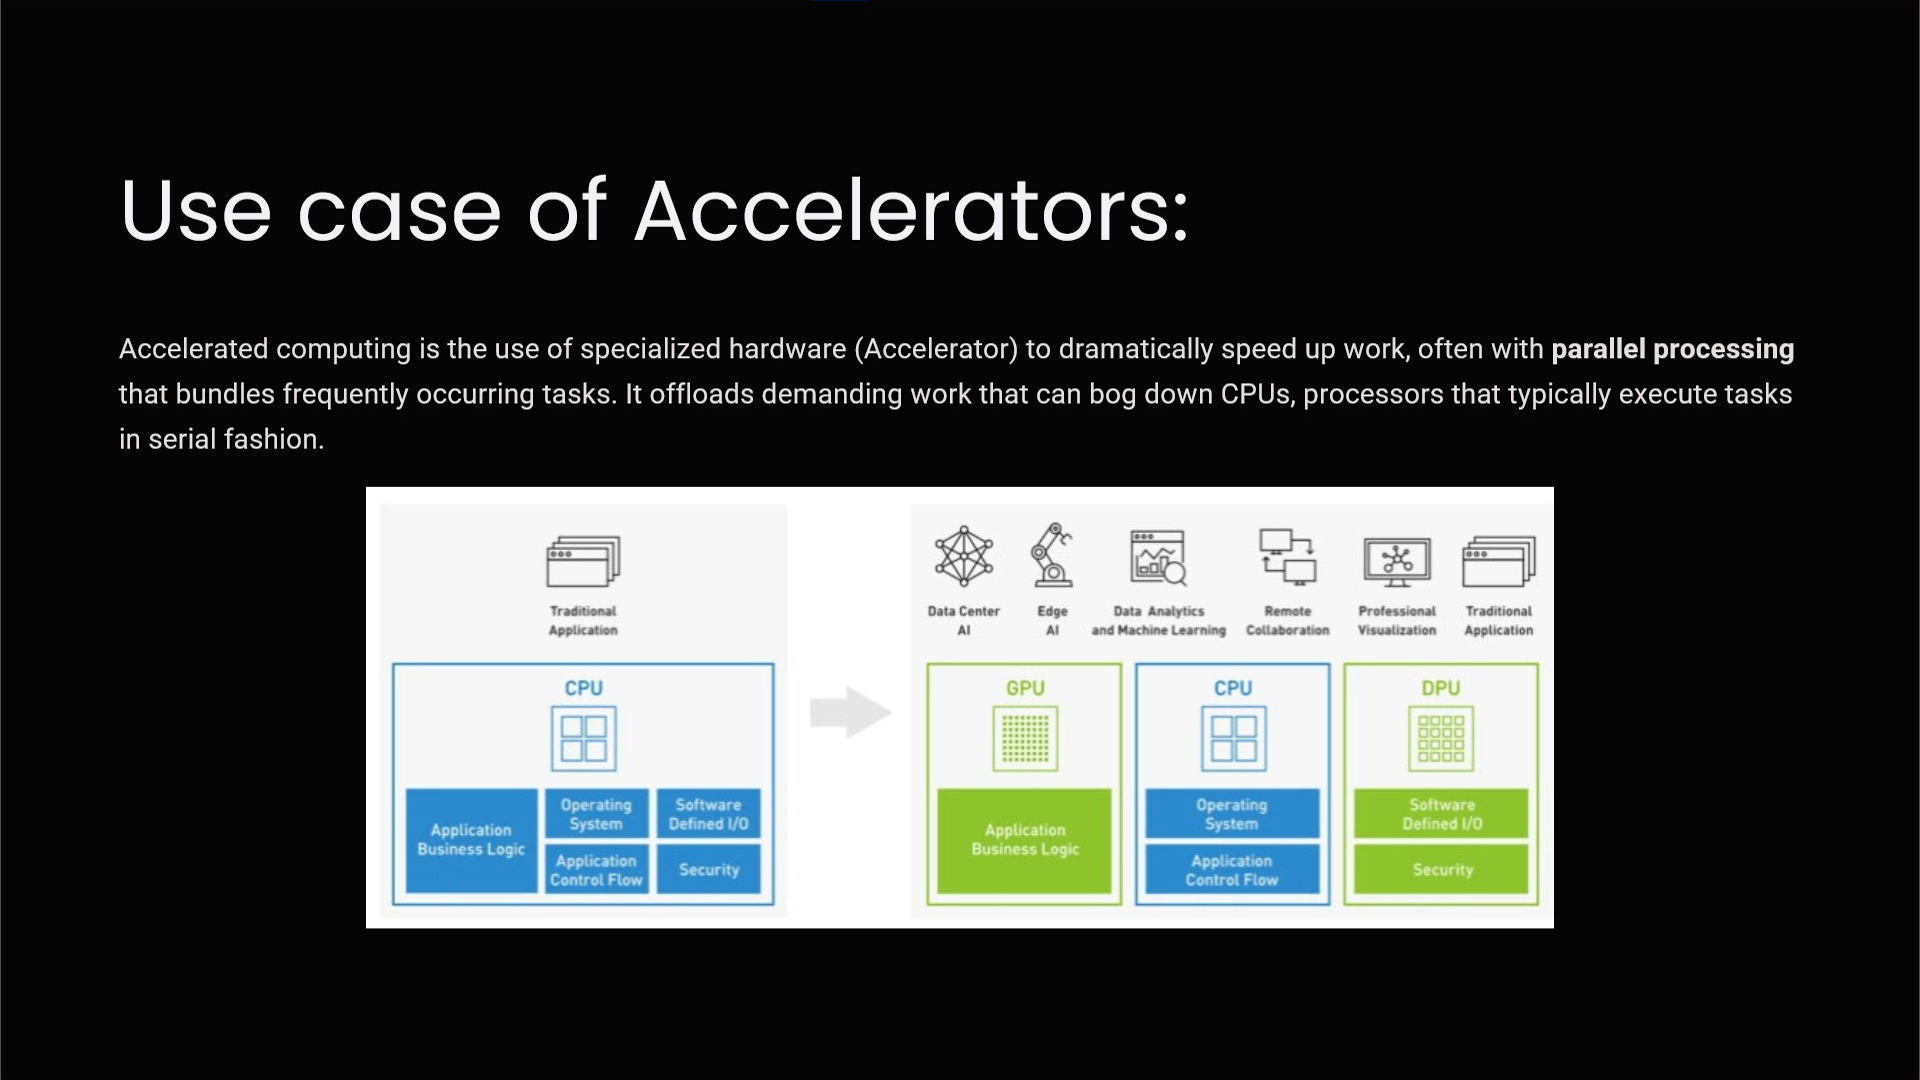 Use case of Accelerators:
Accelerated computing is the use of specialized hardware (Accelerator) to dramatically speed up work, often with parallel processing
that bundles frequently occurring tasks. It offloads demanding work that can bog down CPUs, processors that typically execute tasks
in serial fashion.
Traditional
Application
CPU
Application
Business Logic
Operating
System
Application
Control Flow
Software
Defined I/O
Security
Data Center
AI
Edge
AI
Data Analytics
and Machine Learning
Remote
Collaboration
Professional
Visualization
Traditional
Application
GPU
Application
Business Logic
CPU
Operating
System
Application
Control Flow
DPU
Software
Defined I/O
Security